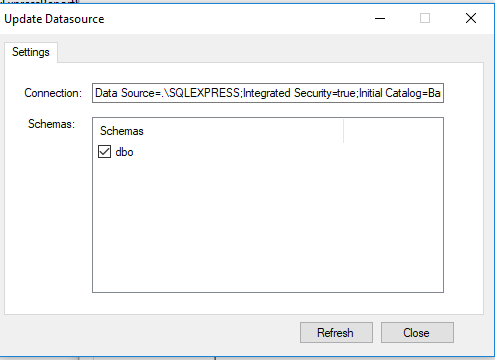 Update Datasource
Settings
Connection: Data Source=.\SQLEXPRESS;Integrated Security=true;Initial Catalog=Ba
Schemas:
Schemas
dbo
Refresh Close